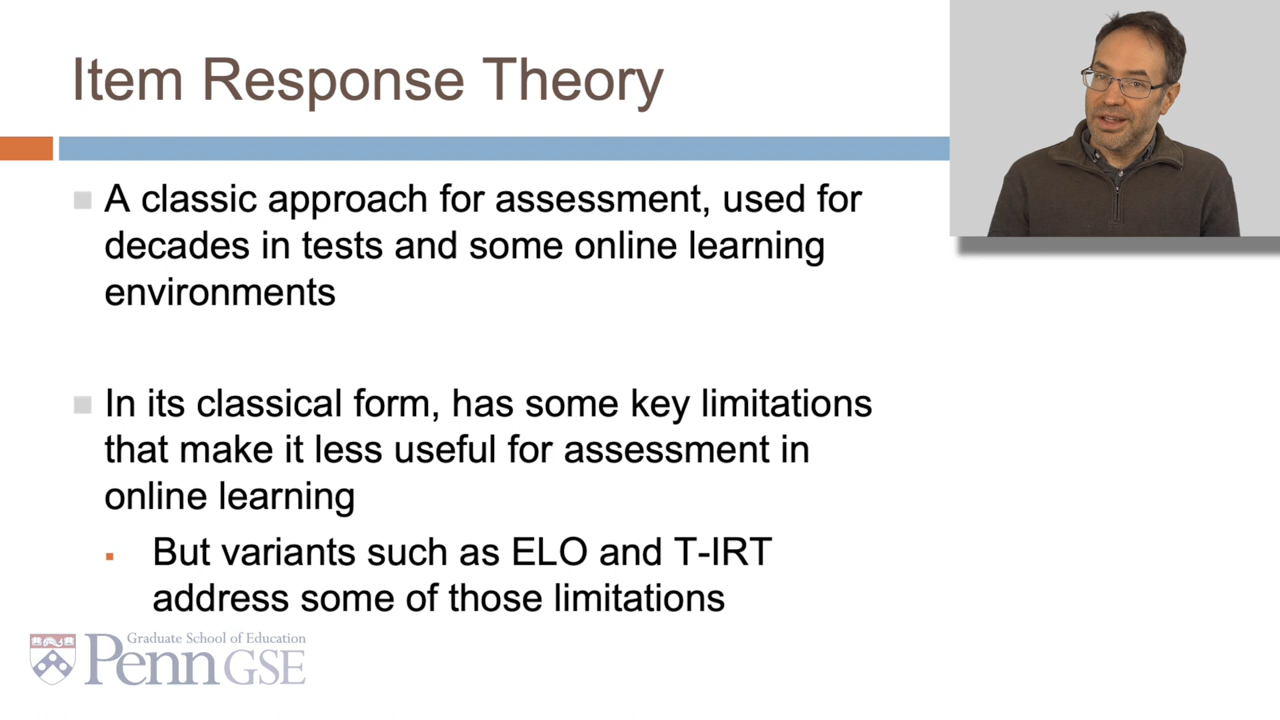 Item Response Theory
A classic approach for assessment, used for
decades in tests and some online learning
environments
In its classical form, has some key limitations
that make it less useful for assessment in
online learning
But variants such as ELO and T-IRT
address some of those limitations
Graduate School of Education
Penn GSE